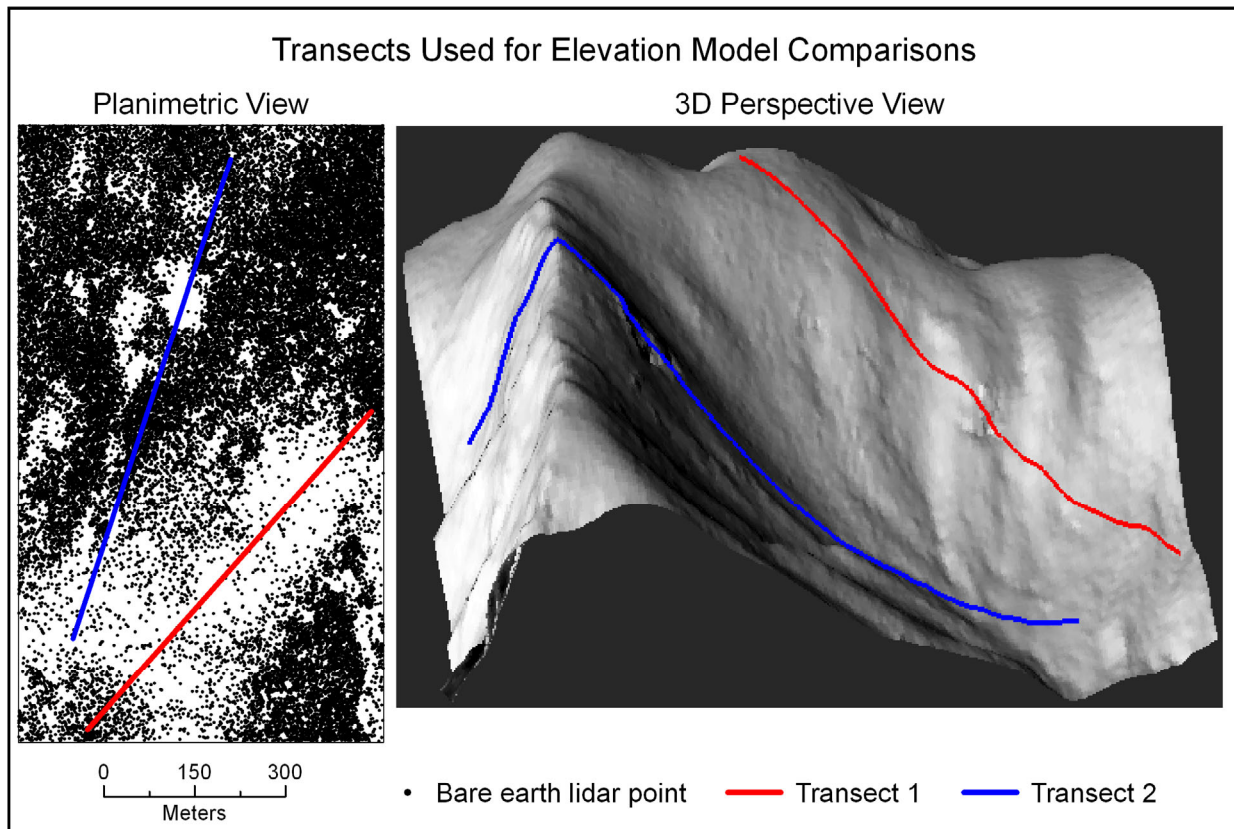 Transects Used for Elevation Model Comparisons
Planimetric View
3D Perspective View
0 150 300
Meters
Bare earth lidar point
Transect 1
Transect 2